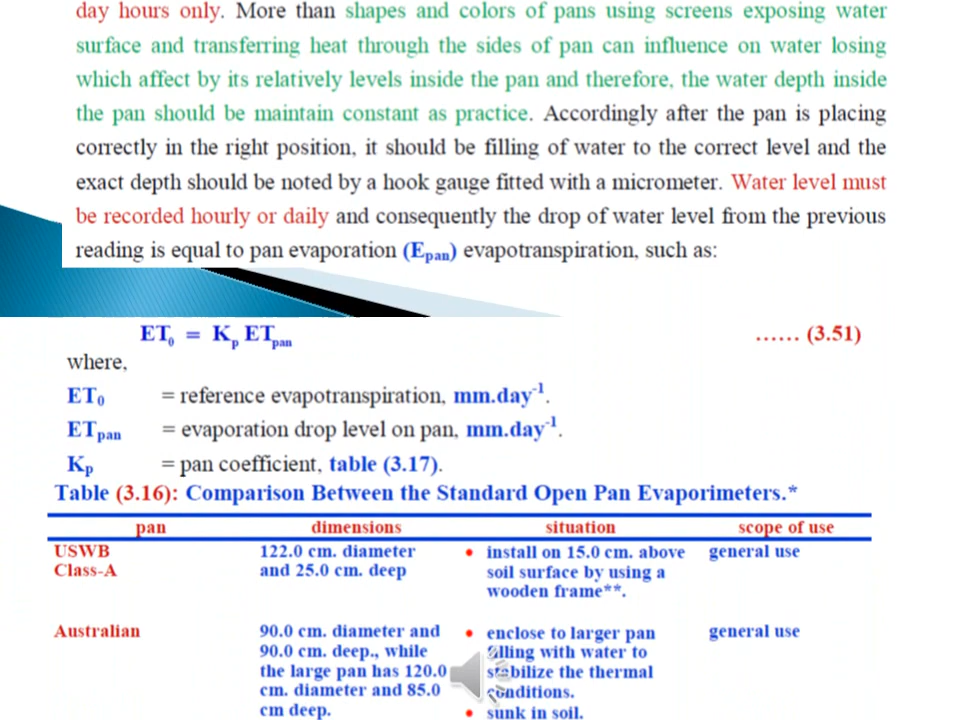 day hours only. More than shapes and colors of pans using screens exposing water
surface and transferring heat through the sides of pan can influence on water losing
which affect by its relatively levels inside the pan and therefore, the water depth inside
the pan should be maintain constant as practice. Accordingly after the pan is placing
correctly in the right position, it should be filling of water to the correct level and the
exact depth should be noted by a hook gauge fitted with a micrometer. Water level must
be recorded hourly or daily and consequently the drop of water level from the previous
reading is equal to pan evaporation (Epan) evapotranspiration, such as:
ET0 = Kp ETpan ...... (3.51)
where,
ET0 = reference evapotranspiration, mm.day-1.
ETpan = evaporation drop level on pan, mm.day-1.
Kp = pan coefficient, table (3.17).
Table (3.16): Comparison Between the Standard Open Pan Evaporimeters.*
pan dimensions situation scope of use
USWB 122.0 cm. diameter • install on 15.0 cm. above general use
Class-A and 25.0 cm. deep soil surface by using a
wooden frame**.
Australian 90.0 cm. diameter and • enclose to larger pan general use
90.0 cm. deep., while filling with water to
the large pan has 120.0 stabilize the thermal
cm. diameter and 85.0 conditions.
cm deep. • sunk in soil.